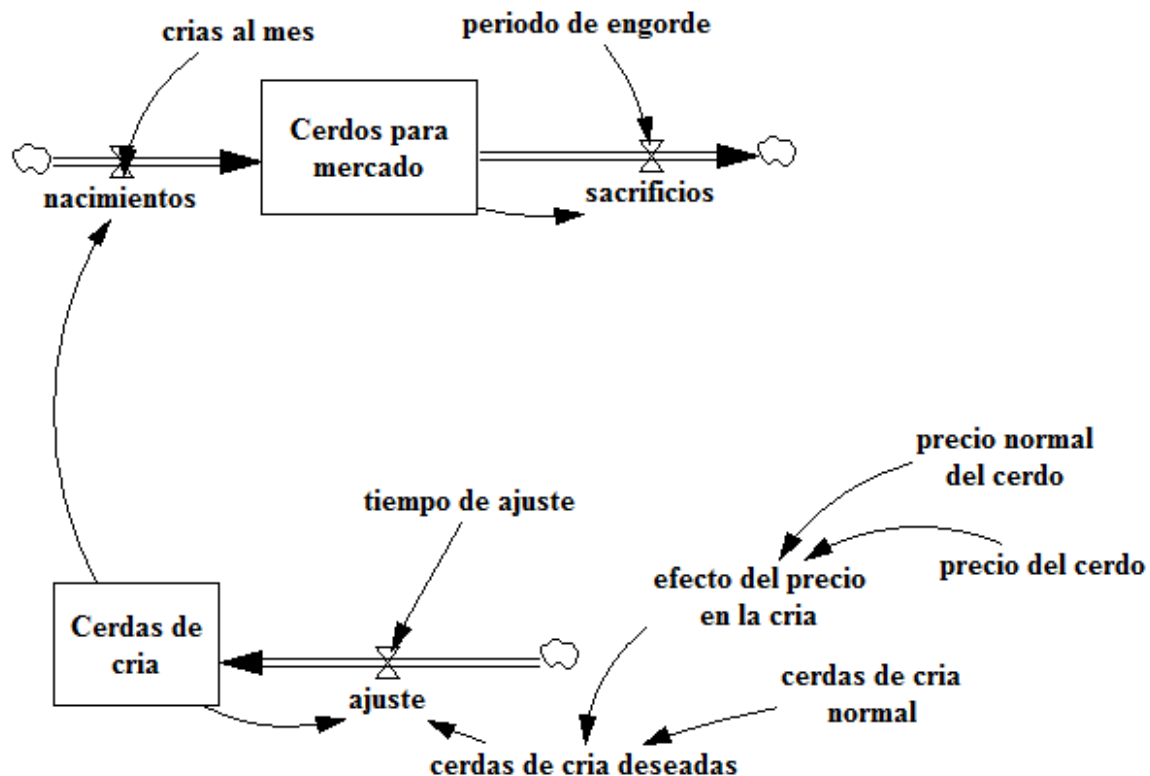 crias al mes
periodo de engorde
Cerdos para
mercado
nacimientos
sacrificios
precio normal
del cerdo
tiempo de ajuste
precio del cerdo
efecto del precio
en la cria
Cerdas de
cria
ajuste
cerdas de cria
normal
cerdas de cria deseadas